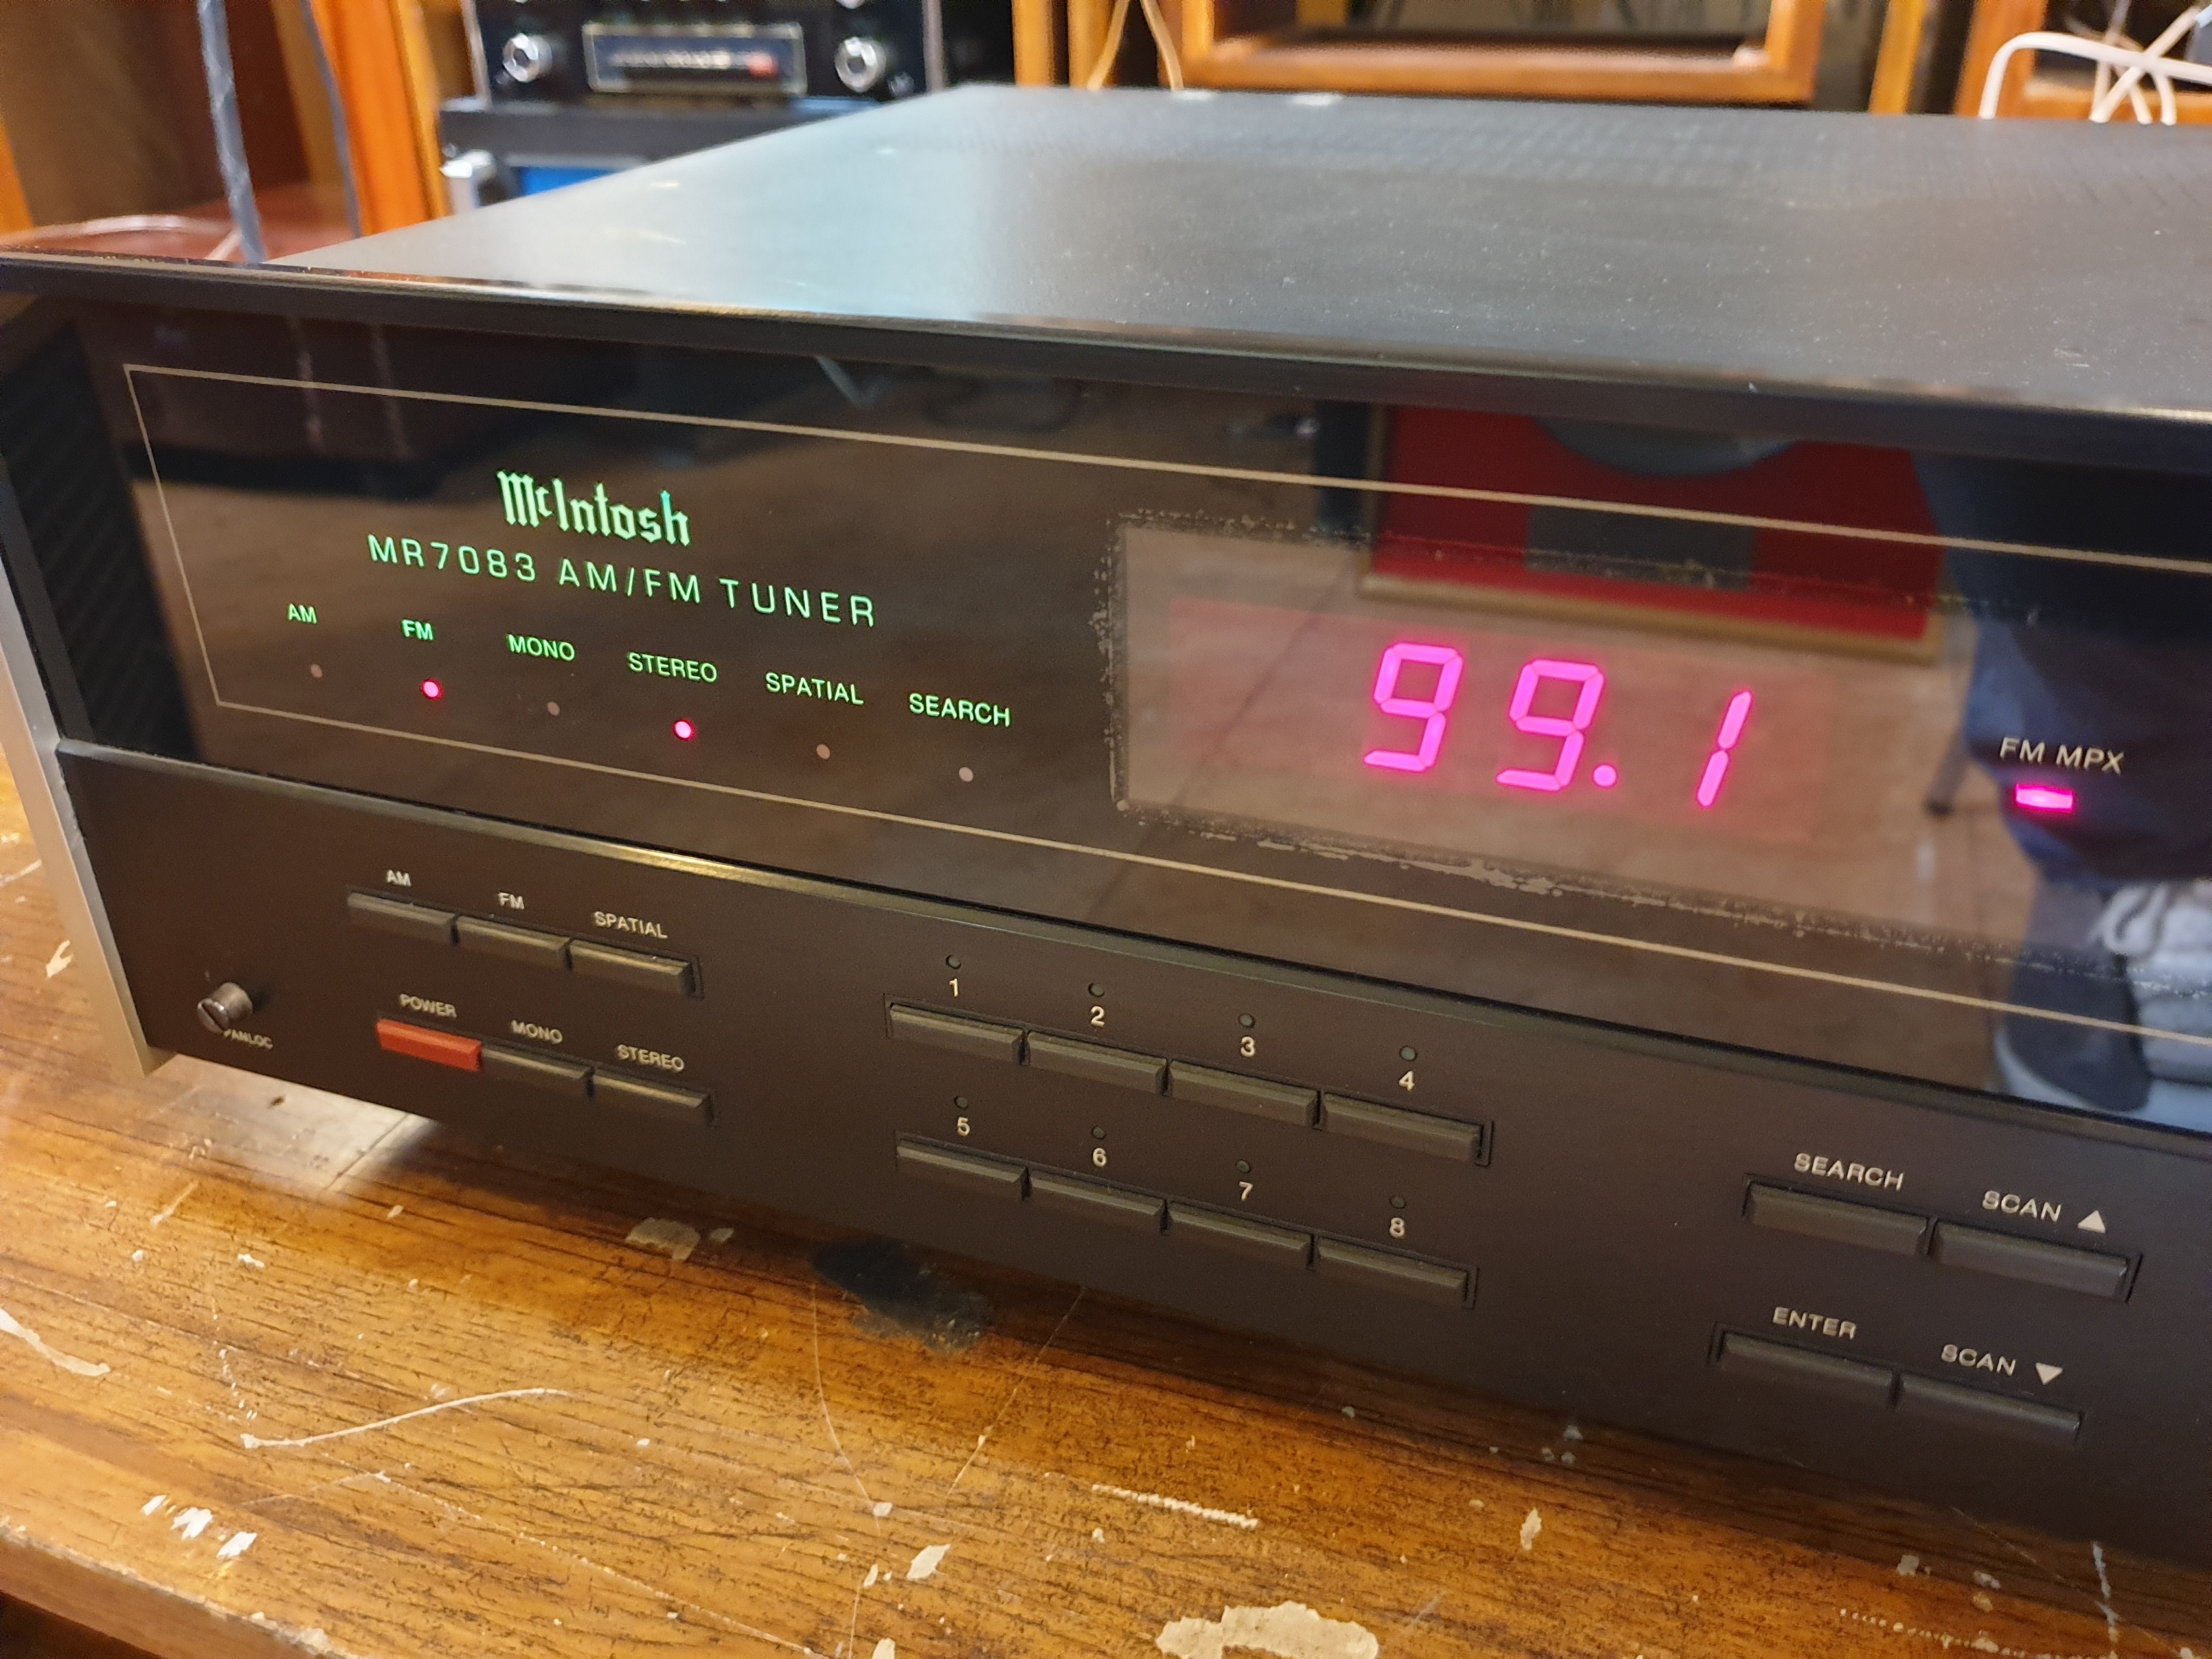 McIntosh
MR7083 AM/FM TUNER
AM FM MONO STEREO SPATIAL SEARCH
99.1
FM MPX
AM FM SPATIAL
POWER MONO STEREO
PANLOC
1 2 3 4
5 6 7 8
SEARCH SCAN ▲
ENTER SCAN ▼